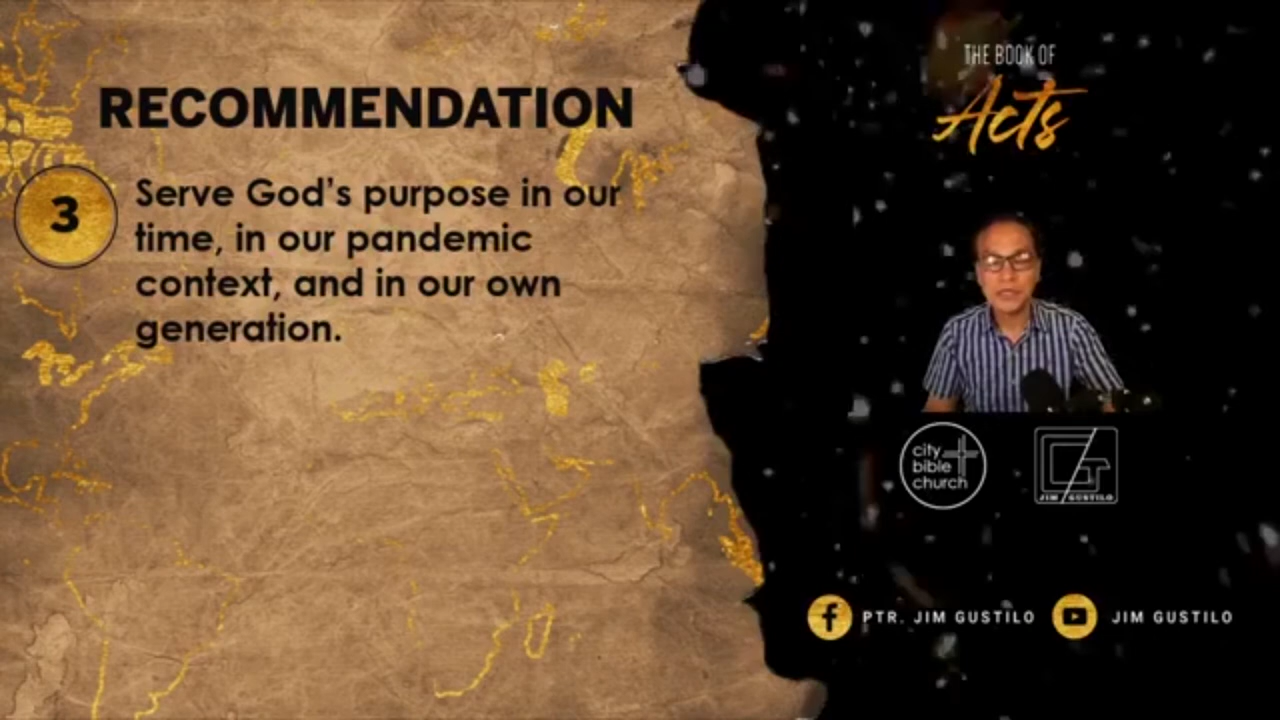 RECOMMENDATION
3
Serve God's purpose in our
time, in our pandemic
context, and in our own
generation.
THE BOOK OF
Acts
city
bible
church
JIM GUSTILO
PTR. JIM GUSTILO
JIM GUSTILO